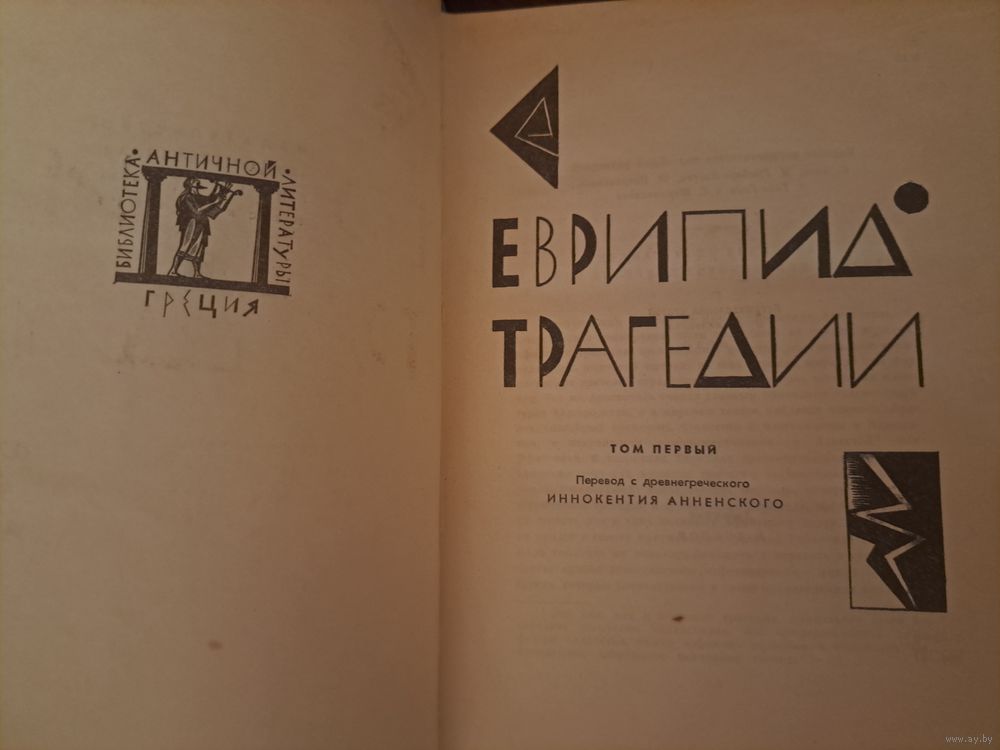 БИБЛИОТЕКА • АНТИЧНОЙ • ЛИТЕРАТУРЫ
ГРЕЦИЯ
ЕВРИПИД
ТРАГЕДИИ
ТОМ ПЕРВЫЙ
Перевод с древнегреческого
ИННОКЕНТИЯ АННЕНСКОГО
www.ay.by